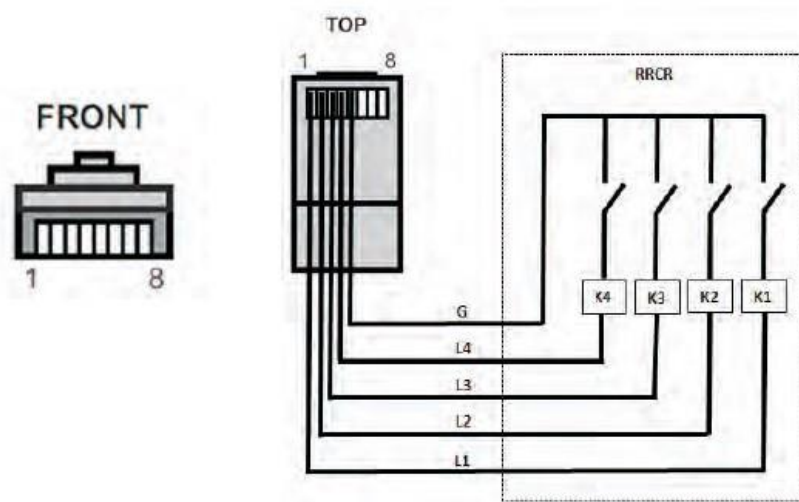 TOP
1 8
RRCR
FRONT
1 8
K4 K3 K2 K1
G
L4
L3
L2
L1